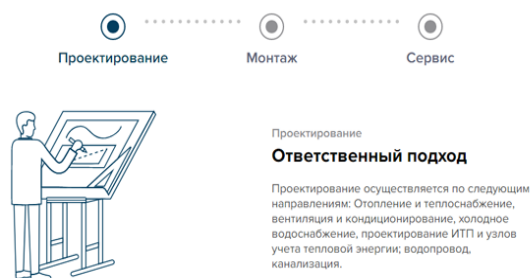 Проектирование
Монтаж
Сервис
Проектирование
Ответственный подход
Проектирование осуществляется по следующим
направлениям: Отопление и теплоснабжение,
вентиляция и кондиционирование, холодное
водоснабжение, проектирование ИТП и узлов
учета тепловой энергии; водопровод,
канализация.